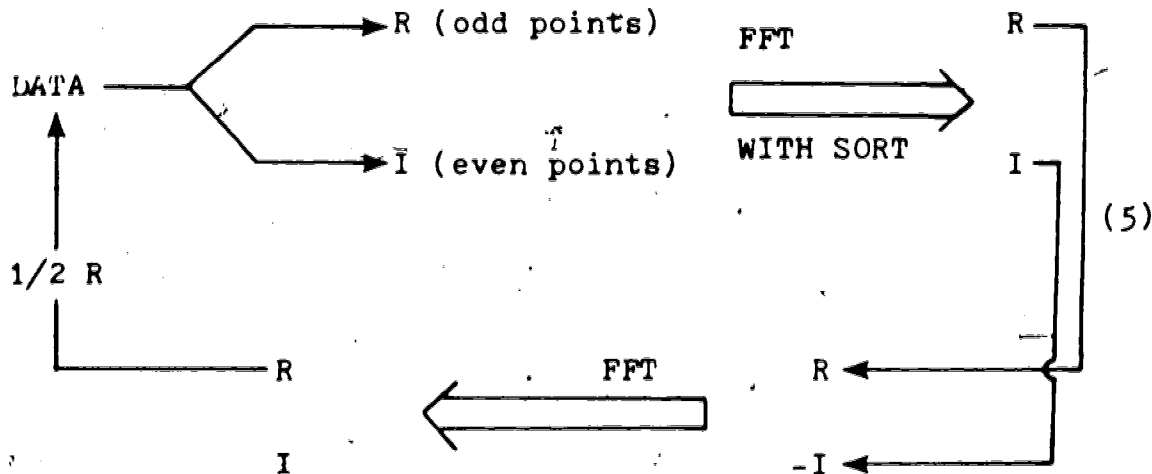 R (odd points)
FFT
R
DATA
I (even points)
WITH SORT
I
(5)
1/2 R
R
FFT
R
I
-I